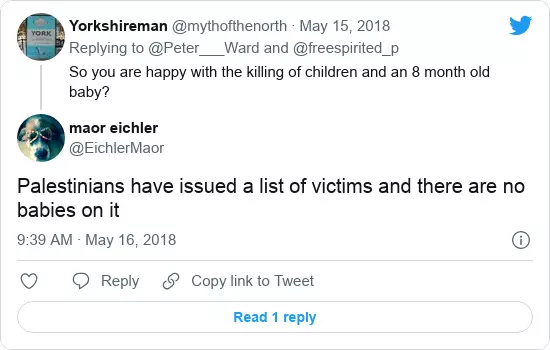 YORK
Yorkshireman @mythofthenorth · May 15, 2018
Replying to @Peter___Ward and @freespirited_p
So you are happy with the killing of children and an 8 month old
baby?
maor eichler
@EichlerMaor
Palestinians have issued a list of victims and there are no
babies on it
9:39 AM · May 16, 2018
Reply
Copy link to Tweet
Read 1 reply